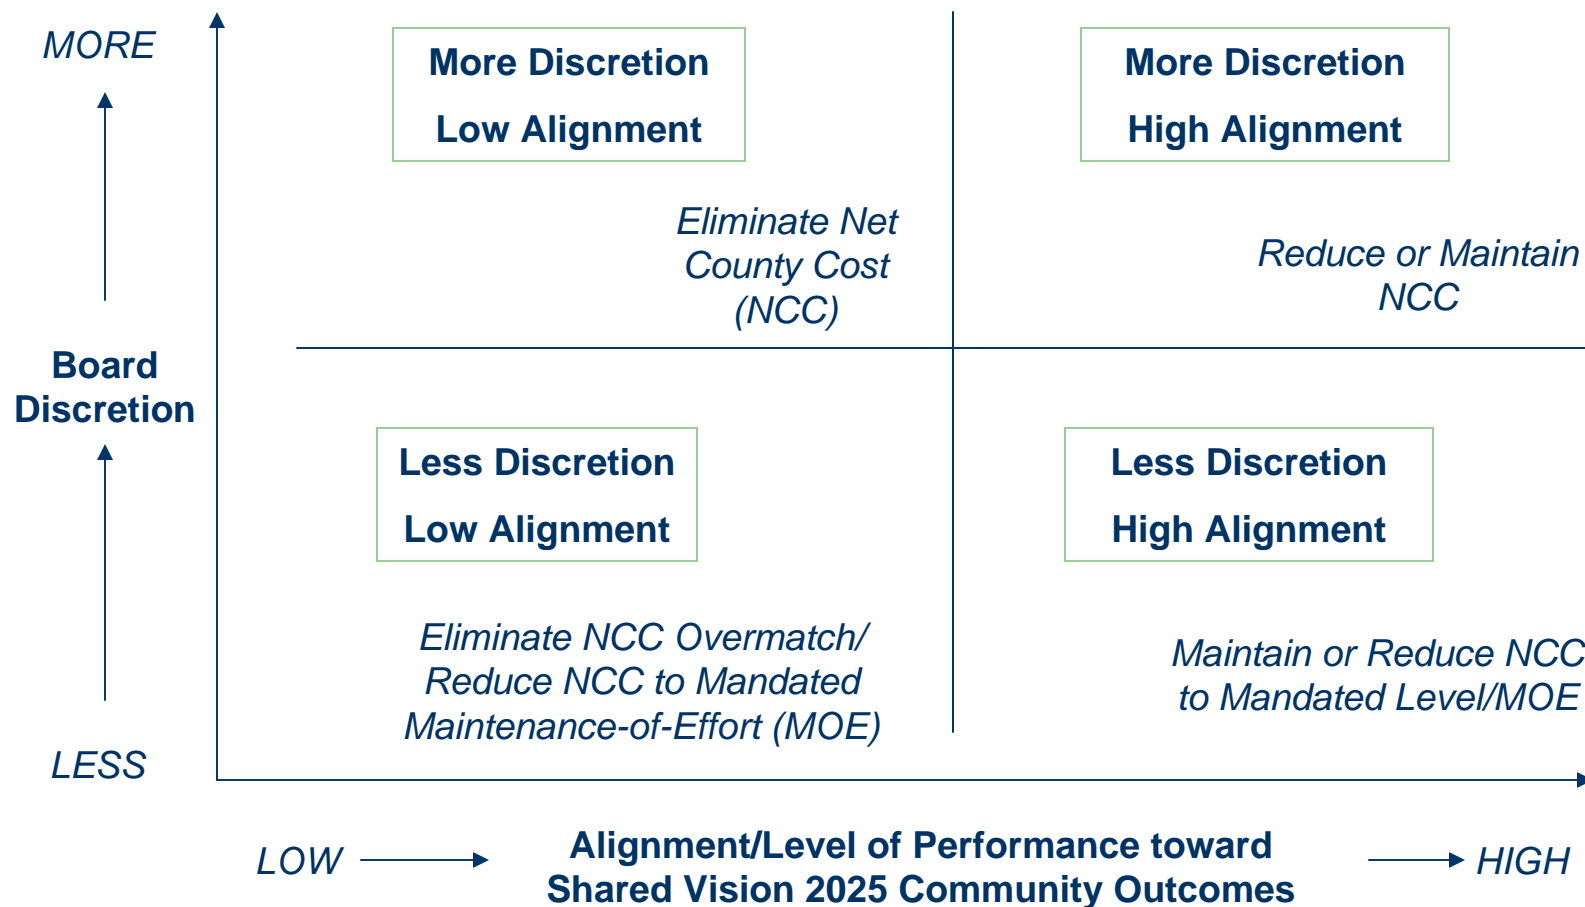 MORE
More Discretion
Low Alignment
More Discretion
High Alignment
Eliminate Net
County Cost
(NCC)
Reduce or Maintain
NCC
Board
Discretion
Less Discretion
Low Alignment
Less Discretion
High Alignment
Eliminate NCC Overmatch/
Reduce NCC to Mandated
Maintenance-of-Effort (MOE)
Maintain or Reduce NCC
to Mandated Level/MOE
LESS
LOW
Alignment/Level of Performance toward
Shared Vision 2025 Community Outcomes
HIGH